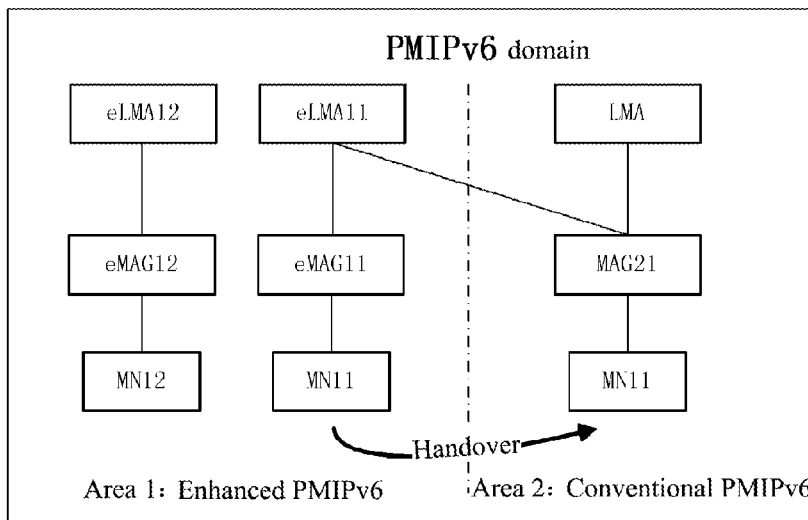 PMIPv6 domain
eLMA12 eLMA11 LMA
eMAG12 eMAG11 MAG21
MN12 MN11 MN11
Handover
Area 1: Enhanced PMIPv6 Area 2: Conventional PMIPv6